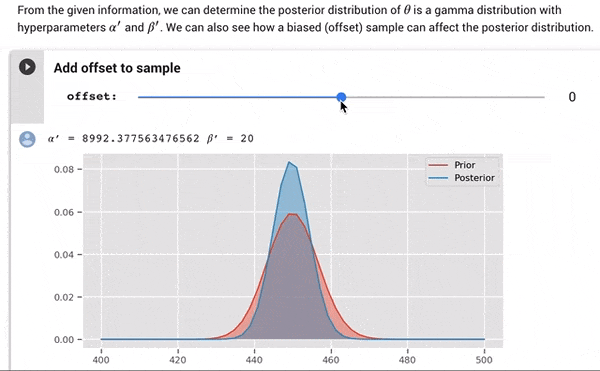 From the given information, we can determine the posterior distribution of θ is a gamma distribution with
hyperparameters α′ and β′. We can also see how a biased (offset) sample can affect the posterior distribution.
Add offset to sample
offset: 0
α′ = 8992.377563476562 β′ = 20
Prior
Posterior
0.08
0.06
0.04
0.02
0.00
400 420 440 460 480 500